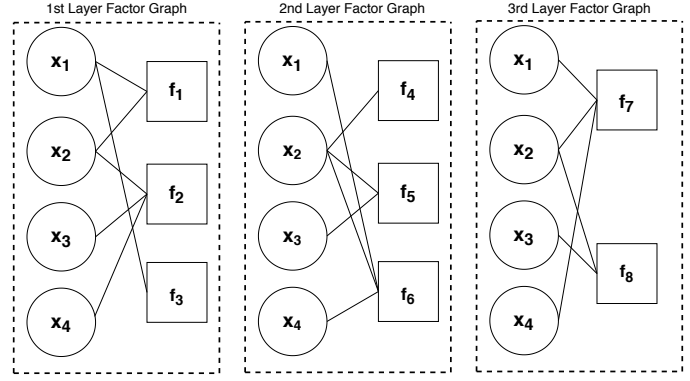 1st Layer Factor Graph
x1
x2
x3
x4
f1
f2
f3
2nd Layer Factor Graph
x1
x2
x3
x4
f4
f5
f6
3rd Layer Factor Graph
x1
x2
x3
x4
f7
f8